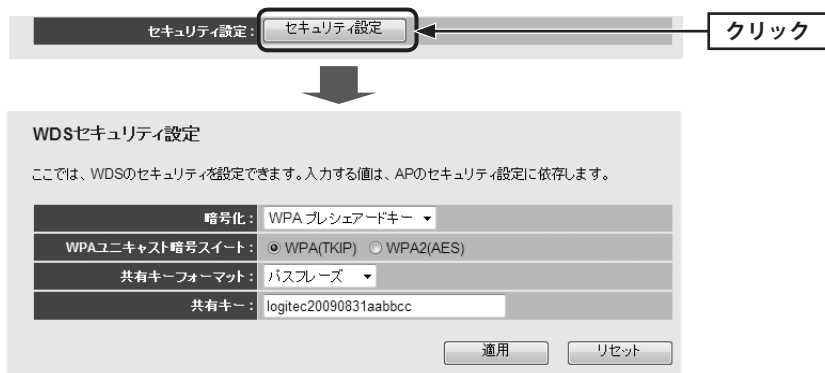 セキュリティ設定： セキュリティ設定 クリック
WDSセキュリティ設定
ここでは、WDSのセキュリティを設定できます。入力する値は、APのセキュリティ設定に依存します。
暗号化： WPA プレシェアードキー
WPAユニキャスト暗号スイート： WPA(TKIP) WPA2(AES)
共有キーフォーマット： パスフレーズ
共有キー： logitec20090831aabbcc
適用 リセット